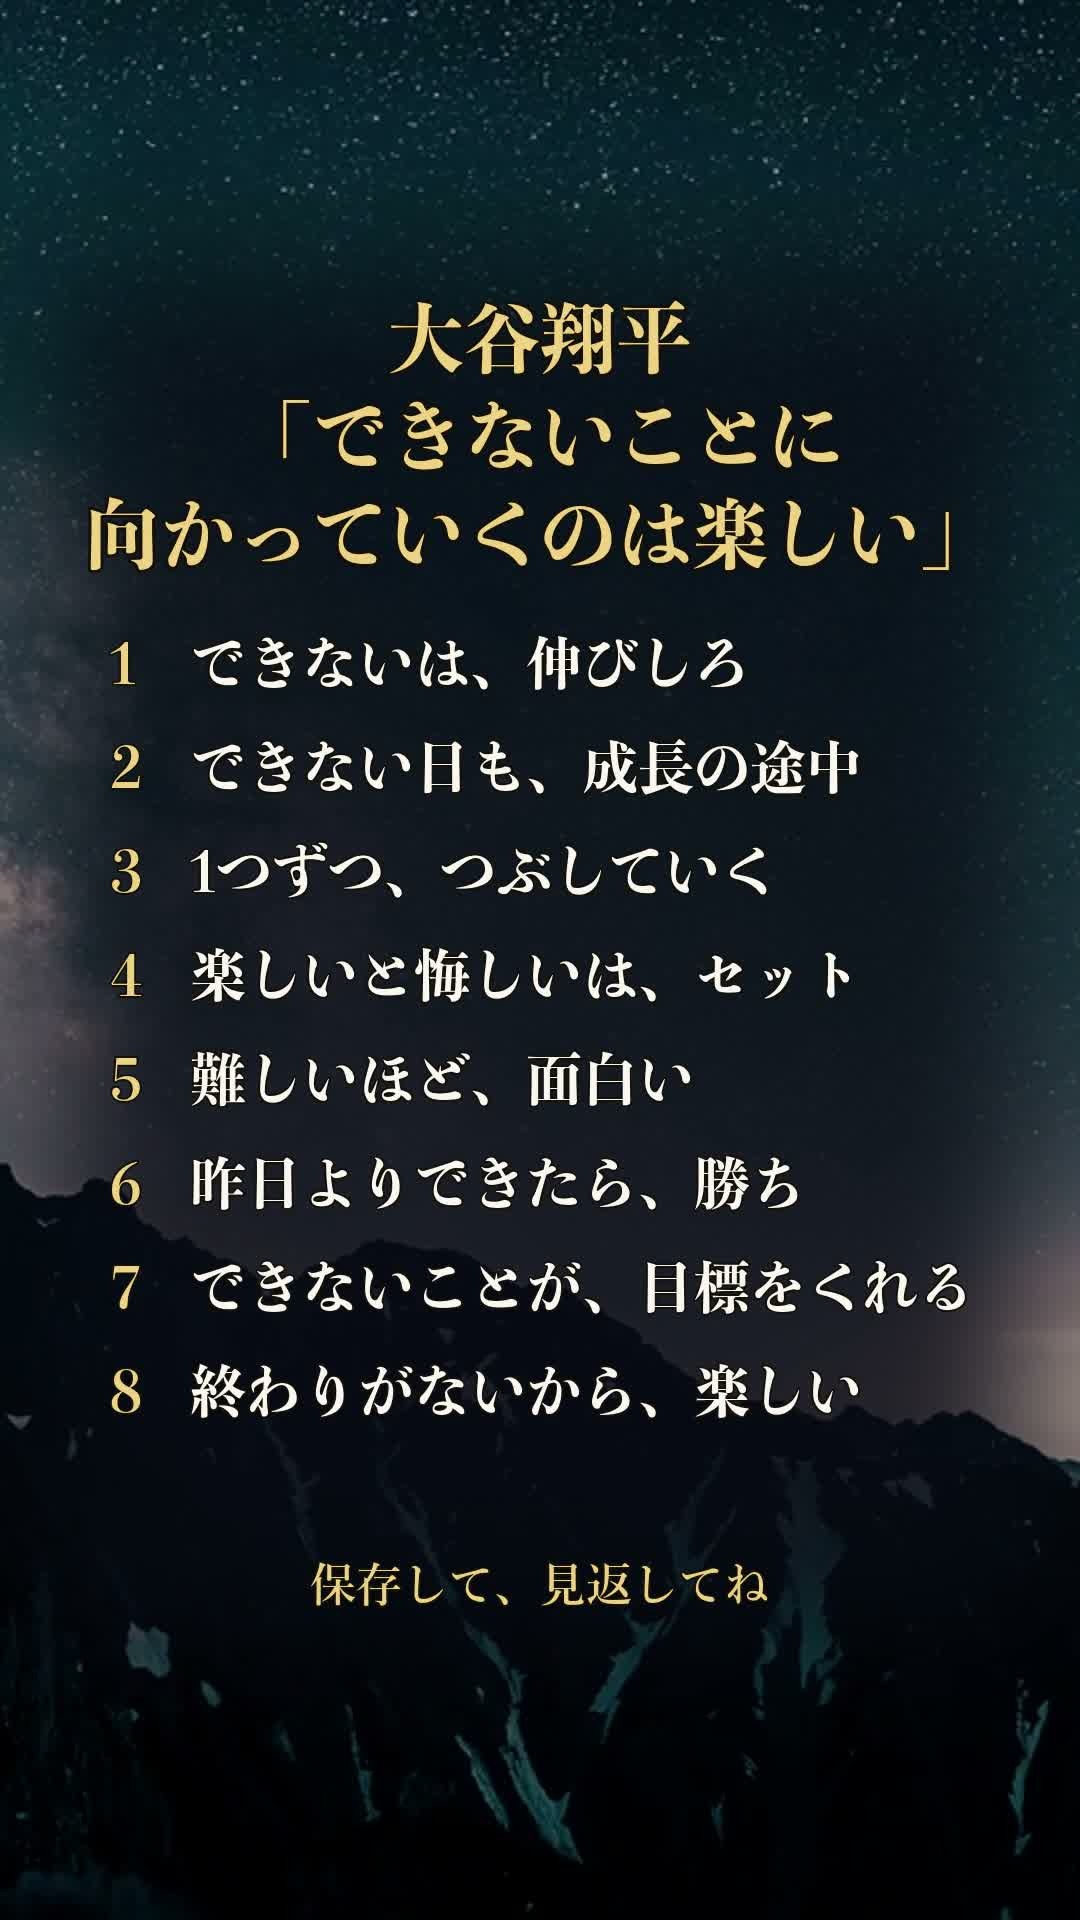 大谷翔平
「できないことに
向かっていくのは楽しい」
1 できないは、伸びしろ
2 できない日も、成長の途中
3 1つずつ、つぶしていく
4 楽しいと悔しいは、セット
5 難しいほど、面白い
6 昨日よりできたら、勝ち
7 できないことが、目標をくれる
8 終わりがないから、楽しい
保存して、見返してね